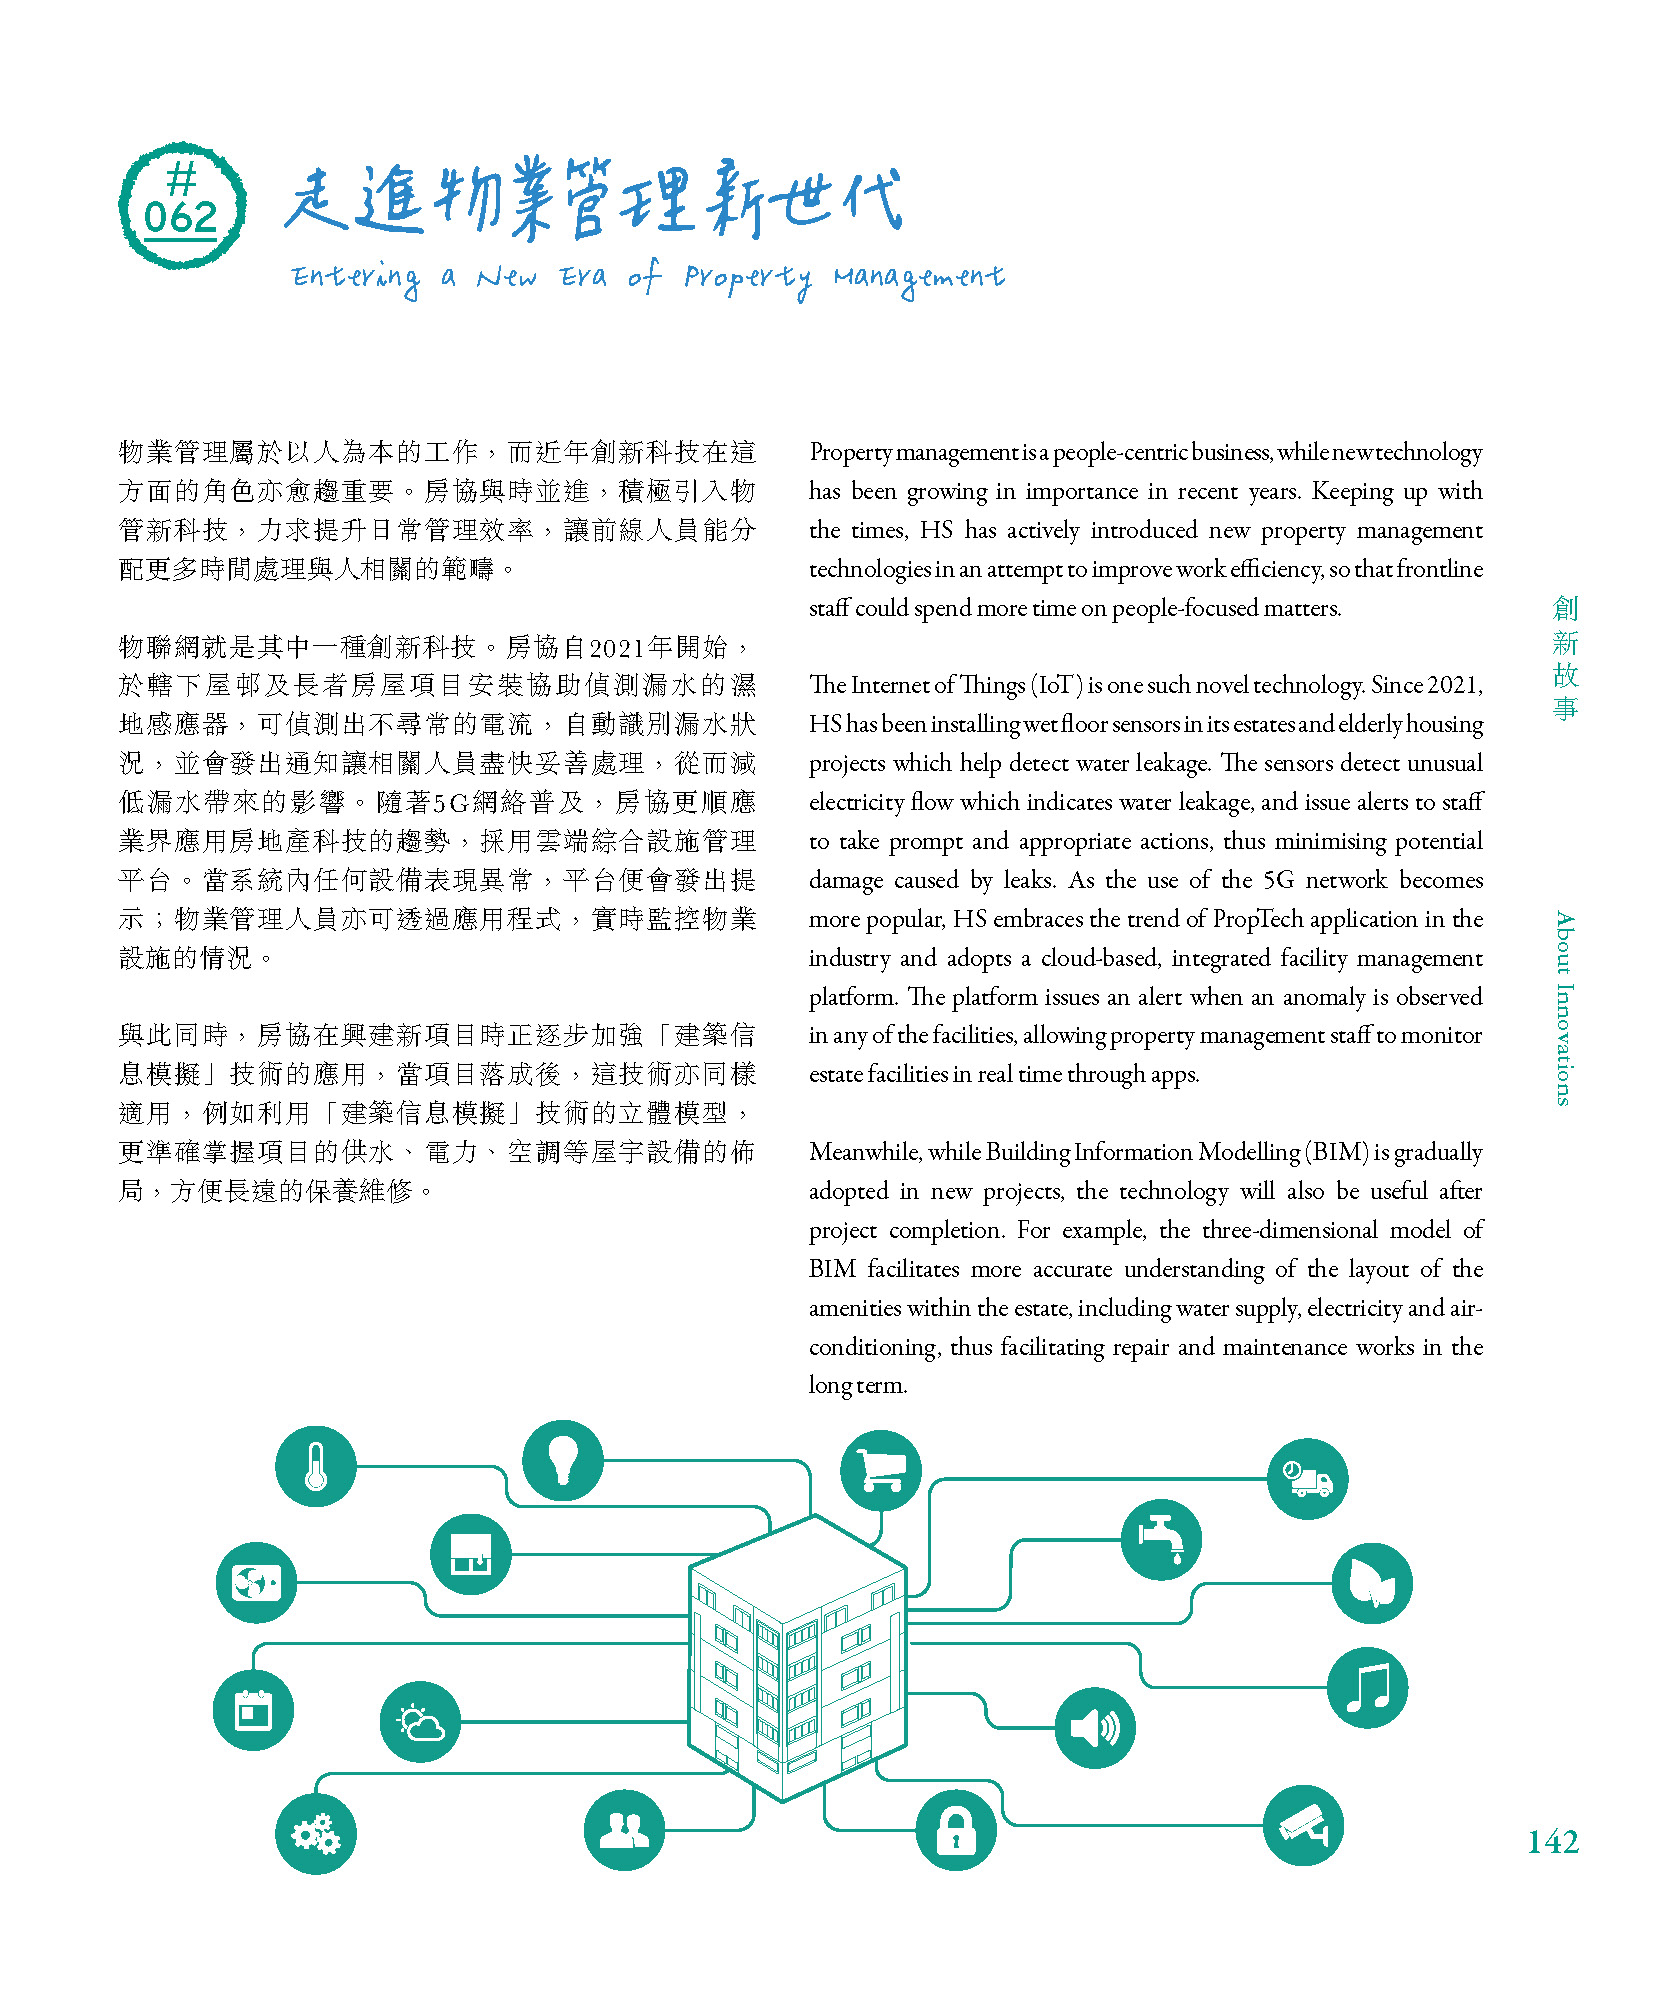 #
062
走進物業管理新世代
Entering a New Era of Property Management
物業管理屬於以人為本的工作，而近年創新科技在這
方面的角色亦愈趨重要。房協與時並進，積極引入物
管新科技，力求提升日常管理效率，讓前線人員能分
配更多時間處理與人相關的範疇。
物聯網就是其中一種創新科技。房協自2021年開始，
於轄下屋邨及長者房屋項目安裝協助偵測漏水的濕
地感應器，可偵測出不尋常的電流，自動識別漏水狀
況，並會發出通知讓相關人員盡快妥善處理，從而減
低漏水帶來的影響。隨著5G網絡普及，房協更順應
業界應用房地產科技的趨勢，採用雲端綜合設施管理
平台。當系統內任何設備表現異常，平台便會發出提
示；物業管理人員亦可透過應用程式，實時監控物業
設施的情況。
與此同時，房協在興建新項目時正逐步加強「建築信
息模擬」技術的應用，當項目落成後，這技術亦同樣
適用，例如利用「建築信息模擬」技術的立體模型，
更準確掌握項目的供水、電力、空調等屋宇設備的佈
局，方便長遠的保養維修。
Property management is a people-centric business, while new technology
has been growing in importance in recent years. Keeping up with
the times, HS has actively introduced new property management
technologies in an attempt to improve work efficiency, so that frontline
staff could spend more time on people-focused matters.
The Internet of Things (IoT) is one such novel technology. Since 2021,
HS has been installing wet floor sensors in its estates and elderly housing
projects which help detect water leakage. The sensors detect unusual
electricity flow which indicates water leakage, and issue alerts to staff
to take prompt and appropriate actions, thus minimising potential
damage caused by leaks. As the use of the 5G network becomes
more popular, HS embraces the trend of PropTech application in the
industry and adopts a cloud-based, integrated facility management
platform. The platform issues an alert when an anomaly is observed
in any of the facilities, allowing property management staff to monitor
estate facilities in real time through apps.
Meanwhile, while Building Information Modelling (BIM) is gradually
adopted in new projects, the technology will also be useful after
project completion. For example, the three-dimensional model of
BIM facilitates more accurate understanding of the layout of the
amenities within the estate, including water supply, electricity and air-
conditioning, thus facilitating repair and maintenance works in the
long term.
創新故事
About Innovations
142